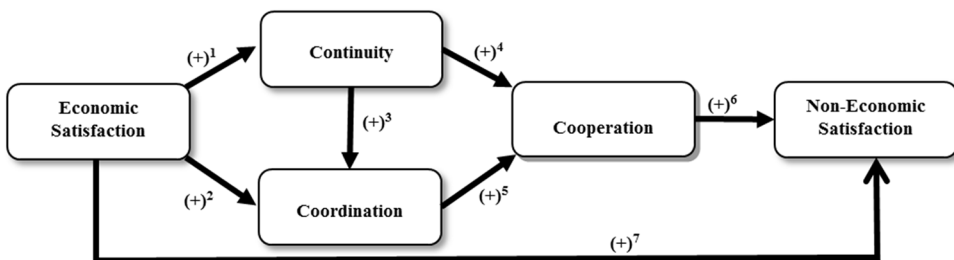 Economic
Satisfaction
(+)¹
Continuity
(+)²
(+)³
Coordination
(+)⁴
(+)⁵
Cooperation
(+)⁶
Non-Economic
Satisfaction
(+)⁷